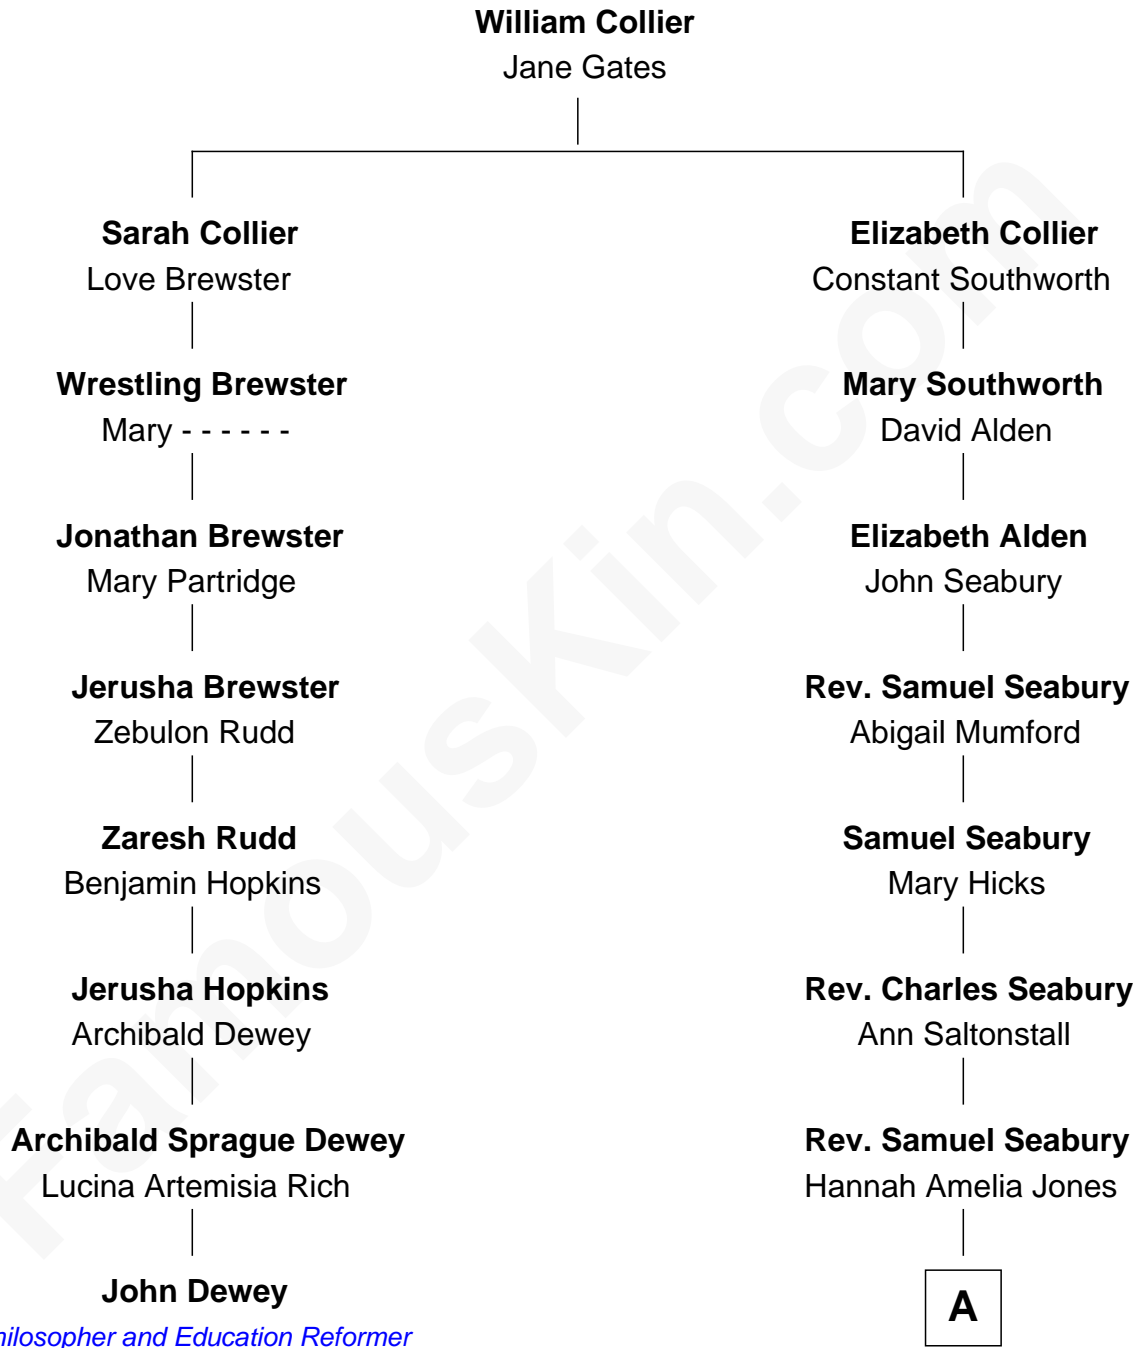 William Collier
Jane Gates
Sarah Collier
Love Brewster
Elizabeth Collier
Constant Southworth
Wrestling Brewster
Mary - - - - - -
Mary Southworth
David Alden
Jonathan Brewster
Mary Partridge
Elizabeth Alden
John Seabury
Jerusha Brewster
Zebulon Rudd
Rev. Samuel Seabury
Abigail Mumford
Zaresh Rudd
Benjamin Hopkins
Samuel Seabury
Mary Hicks
Jerusha Hopkins
Archibald Dewey
Rev. Charles Seabury
Ann Saltonstall
Archibald Sprague Dewey
Lucina Artemisia Rich
Rev. Samuel Seabury
Hannah Amelia Jones
John Dewey
hilosopher and Education Reformer
A
FamousKin.com